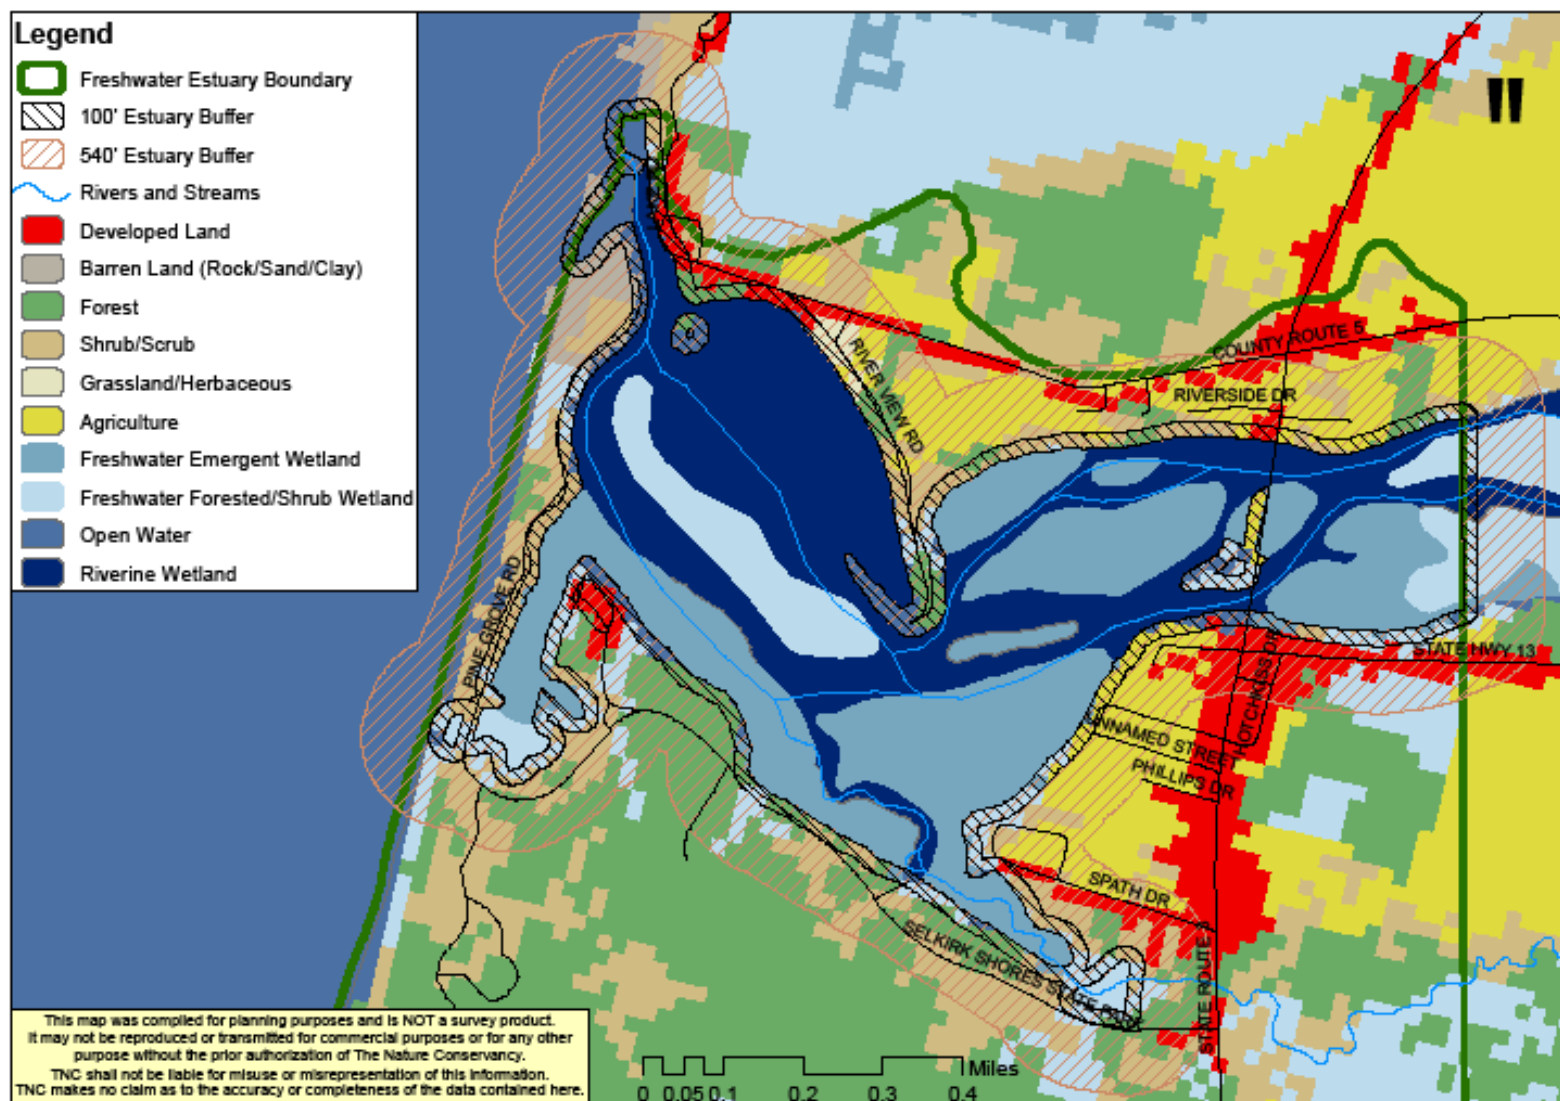 Legend
Freshwater Estuary Boundary
100' Estuary Buffer
540' Estuary Buffer
Rivers and Streams
Developed Land
Barren Land (Rock/Sand/Clay)
Forest
Shrub/Scrub
Grassland/Herbaceous
Agriculture
Freshwater Emergent Wetland
Freshwater Forested/Shrub Wetland
Open Water
Riverine Wetland
"
RIVER VIEW RD
COUNTY ROUTE 5
RIVERSIDE DR
PINE GROVE RD
STATE HWY 13
HOTCHKISS DR
UNNAMED STREET
PHILLIPS DR
SPATH DR
SELKIRK SHORES STATE
STATE ROUTE
This map was compiled for planning purposes and is NOT a survey product.
It may not be reproduced or transmitted for commercial purposes or for any other
purpose without the prior authorization of The Nature Conservancy.
TNC shall not be liable for misuse or misrepresentation of this information.
TNC makes no claim as to the accuracy or completeness of the data contained here.
Miles
0 0.05 0.1 0.2 0.3 0.4